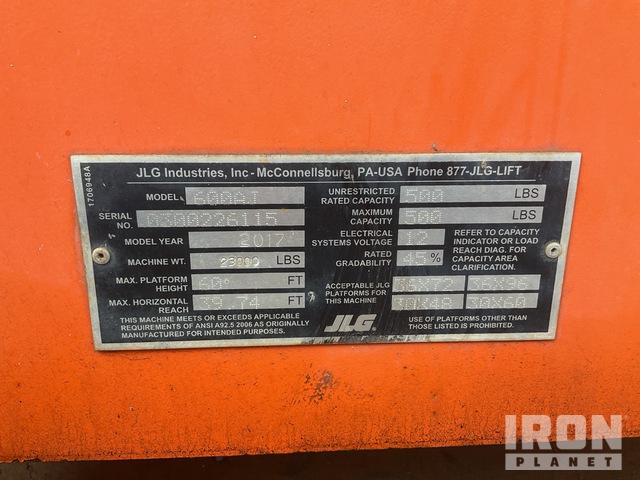 JLG Industries, Inc- McConnellsburg, PA-USA Phone 877-JLG-LIFT
1706948A
MODEL 600AJ
SERIAL NO. 0300226115
MODEL YEAR 2017
MACHINE WT. 23000 LBS
MAX. PLATFORM HEIGHT 60 FT
MAX. HORIZONTAL REACH 39.74 FT
THIS MACHINE MEETS OR EXCEEDS APPLICABLE
REQUIREMENTS OF ANSI A92.5 2006 AS ORIGINALLY
MANUFACTURED FOR INTENDED PURPOSES.
UNRESTRICTED RATED CAPACITY 500 LBS
MAXIMUM CAPACITY 500 LBS
ELECTRICAL SYSTEMS VOLTAGE 12
RATED GRADABILITY 45%
REFER TO CAPACITY
INDICATOR OR LOAD
REACH DIAG. FOR
CAPACITY AREA
CLARIFICATION.
ACCEPTABLE JLG
PLATFORMS FOR
THIS MACHINE
36X72 36X96
30X48 30X60
JLG.
USE OF PLATFORMS OTHER THAN
THOSE LISTED IS PROHIBITED.
IRON
PLANET